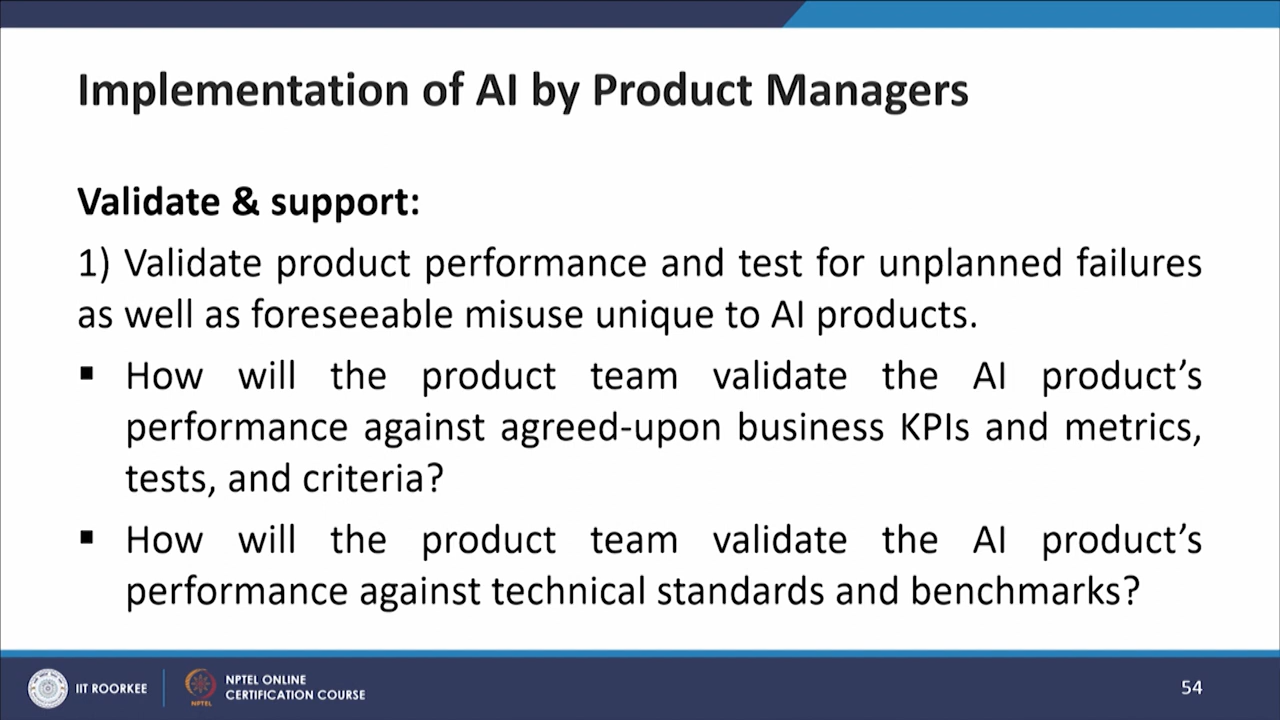 Implementation of AI by Product Managers
Validate & support:
1) Validate product performance and test for unplanned failures
as well as foreseeable misuse unique to AI products.
▪ How will the product team validate the AI product’s
performance against agreed-upon business KPIs and metrics,
tests, and criteria?
▪ How will the product team validate the AI product’s
performance against technical standards and benchmarks?
IIT ROORKEE
NPTEL
NPTEL ONLINE
CERTIFICATION COURSE
54